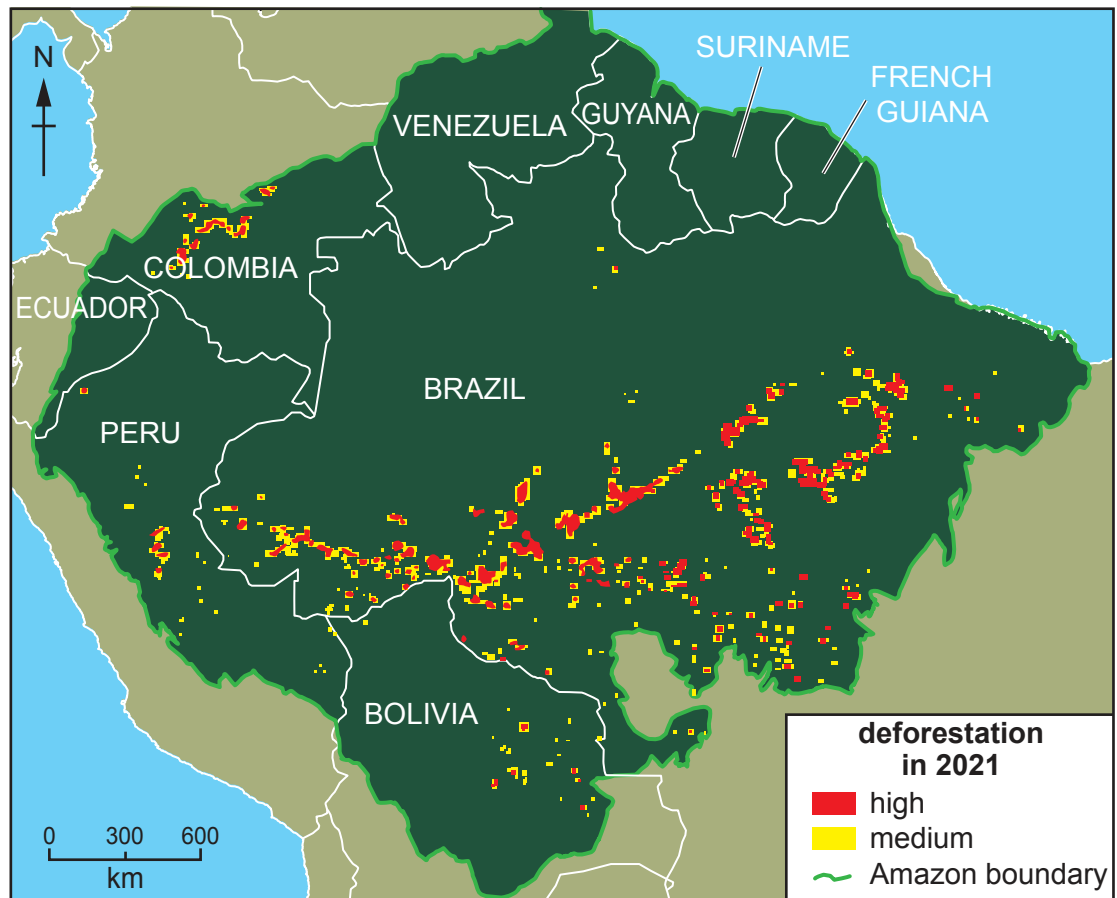 N
SURINAME
FRENCH
GUIANA
VENEZUELA
GUYANA
COLOMBIA
ECUADOR
BRAZIL
PERU
BOLIVIA
0 300 600
km
deforestation
in 2021
high
medium
Amazon boundary